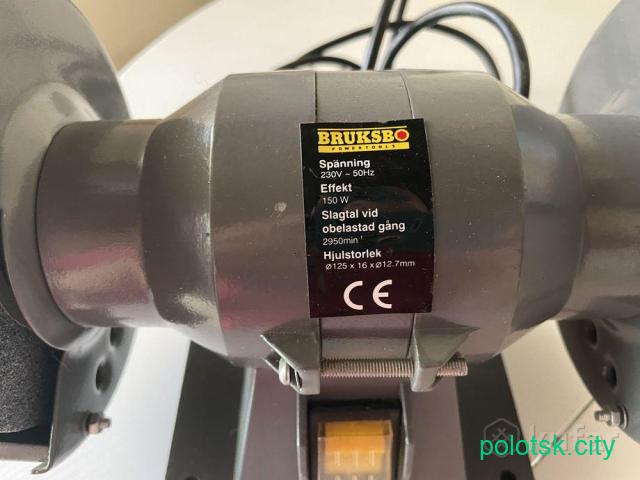 BRUKSBO
POWERTOOLS
Spänning
230V ~ 50Hz
Effekt
150 W
Slagtal vid
obelastad gång
2950min⁻¹
Hjulstorlek
ø125 x 16 x ø12.7mm
CE
polotsk.city